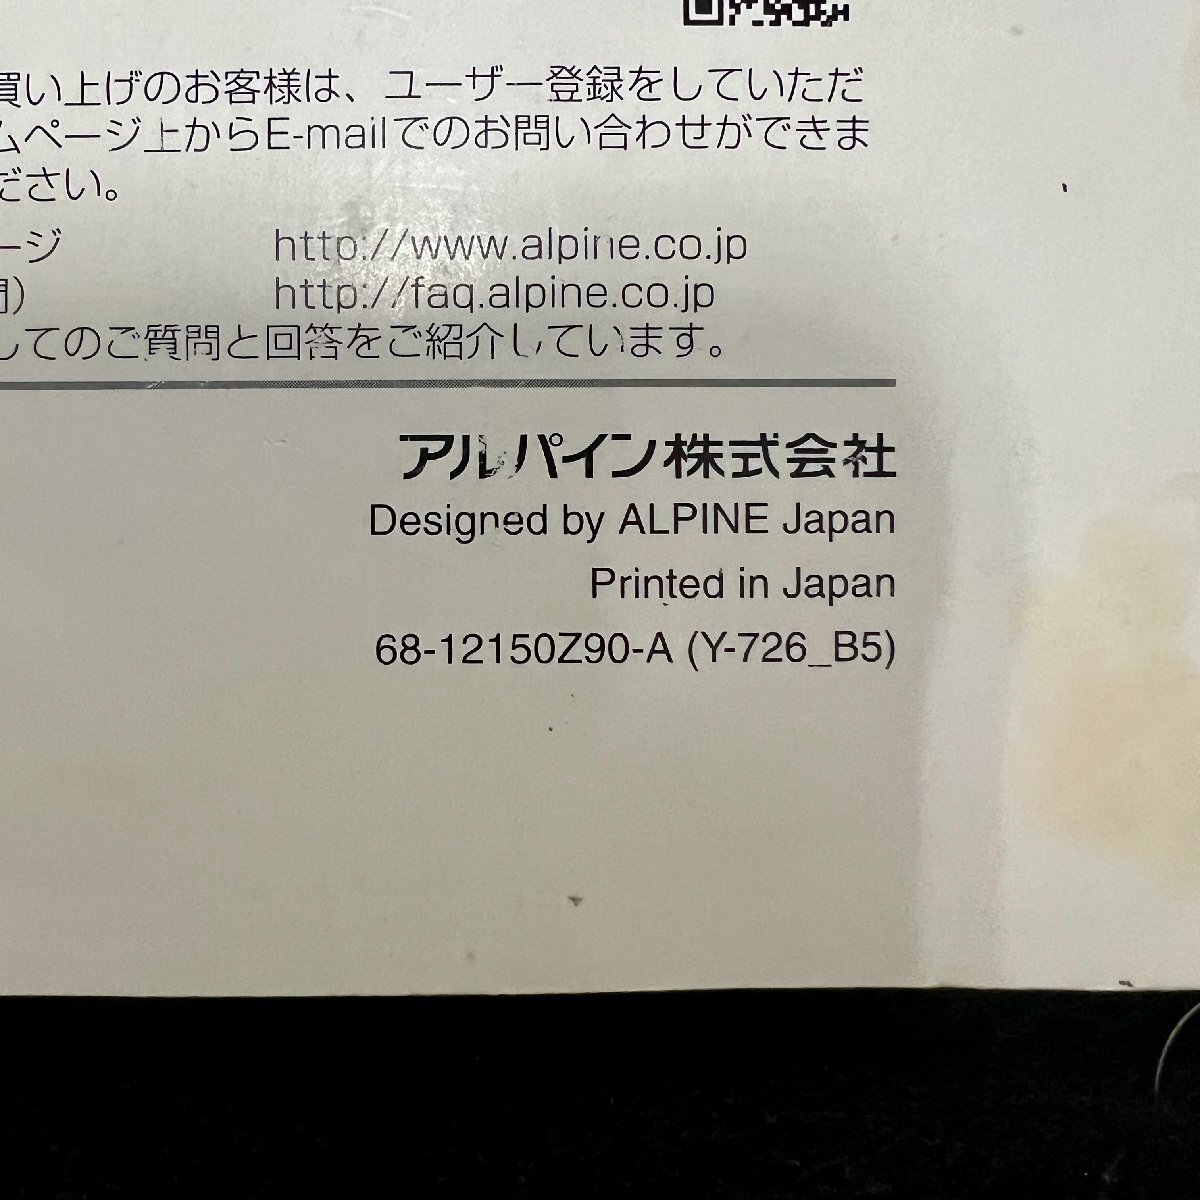 買い上げのお客様は、ユーザー登録をしていただ
ムページ上からE-mailでのお問い合わせができま
ださい。
ージ http://www.alpine.co.jp
問) http://faq.alpine.co.jp
してのご質問と回答をご紹介しています。
アルパイン株式会社
Designed by ALPINE Japan
Printed in Japan
68-12150Z90-A (Y-726_B5)